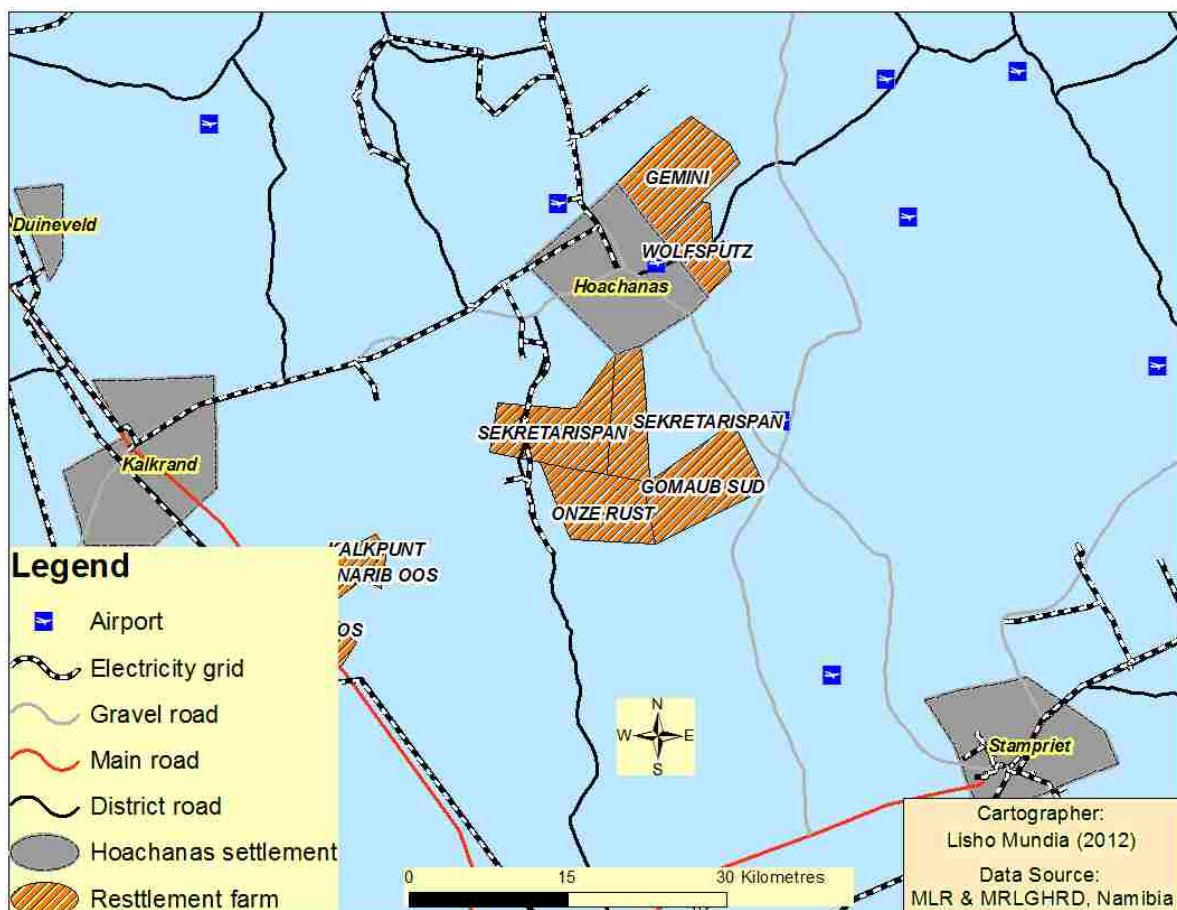 GEMINI
Duineveld
WOLFSPUTZ
Hoachanas
SEKRETARISPAN
SEKRETARISPAN
Kalkrand
GOMAUB SUD
ONZE RUST
KALKPUNT
NARIB OOS
OS
Legend
Airport
Electricity grid
Gravel road
Main road
District road
Hoachanas settlement
Resttlement farm
N
W E
S
Stampriet
0 15 30 Kilometres
Cartographer:
Lisho Mundia (2012)
Data Source:
MLR & MRLGHRD, Namibia